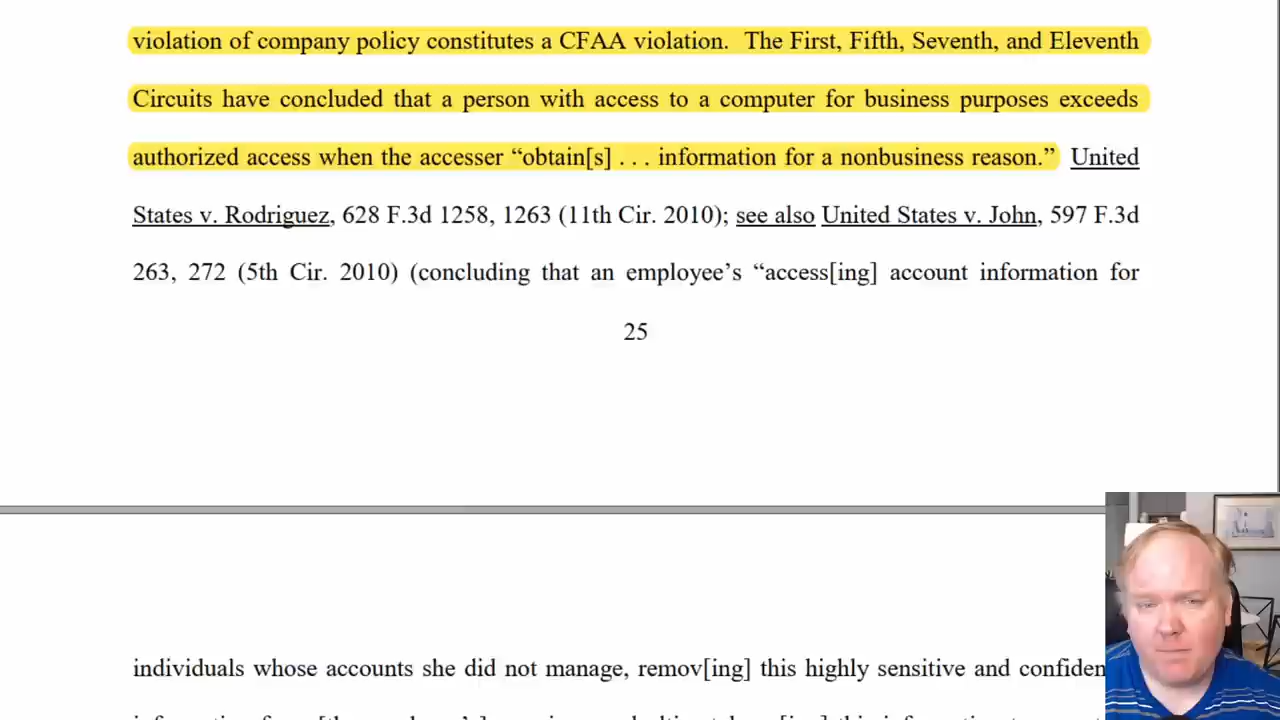 violation of company policy constitutes a CFAA violation. The First, Fifth, Seventh, and Eleventh
Circuits have concluded that a person with access to a computer for business purposes exceeds
authorized access when the accesser “obtain[s] . . . information for a nonbusiness reason.” United
States v. Rodriguez, 628 F.3d 1258, 1263 (11th Cir. 2010); see also United States v. John, 597 F.3d
263, 272 (5th Cir. 2010) (concluding that an employee’s “access[ing] account information for
25
individuals whose accounts she did not manage, remov[ing] this highly sensitive and confiden